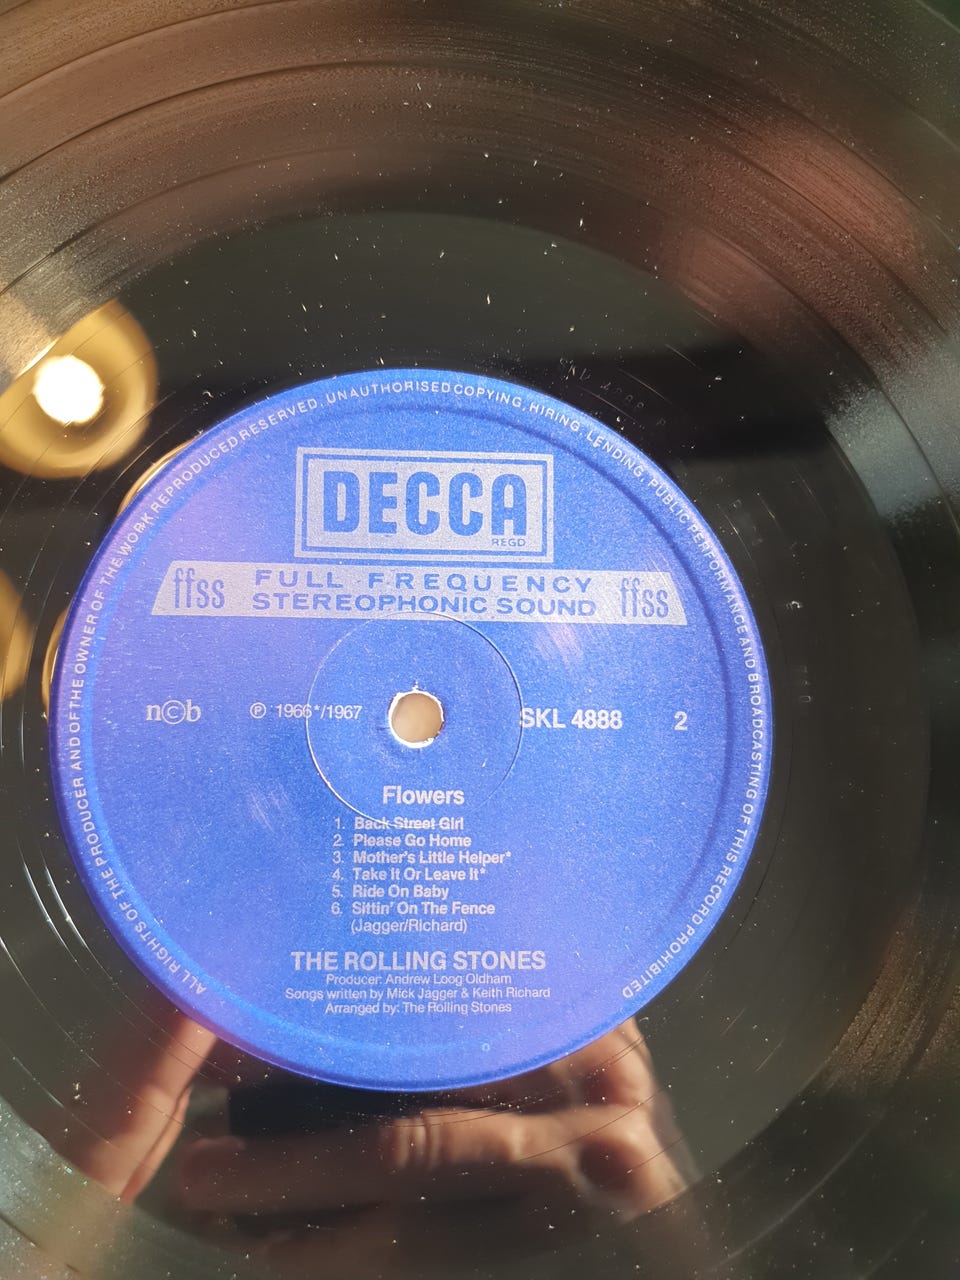 ALL RIGHTS OF THE PRODUCER AND OF THE OWNER OF THE WORK REPRODUCED RESERVED. UNAUTHORISED COPYING, HIRING, LENDING, PUBLIC PERFORMANCE AND BROADCASTING OF THIS RECORD PROHIBITED
DECCA
REGD
ffss FULL FREQUENCY ffss
STEREOPHONIC SOUND
n©b ℗ 1966*/1967 SKL 4888 2
Flowers
1. Back Street Girl
2. Please Go Home
3. Mother's Little Helper*
4. Take It Or Leave It*
5. Ride On Baby
6. Sittin' On The Fence
(Jagger/Richard)
THE ROLLING STONES
Producer: Andrew Loog Oldham
Songs written by Mick Jagger & Keith Richard
Arranged by: The Rolling Stones